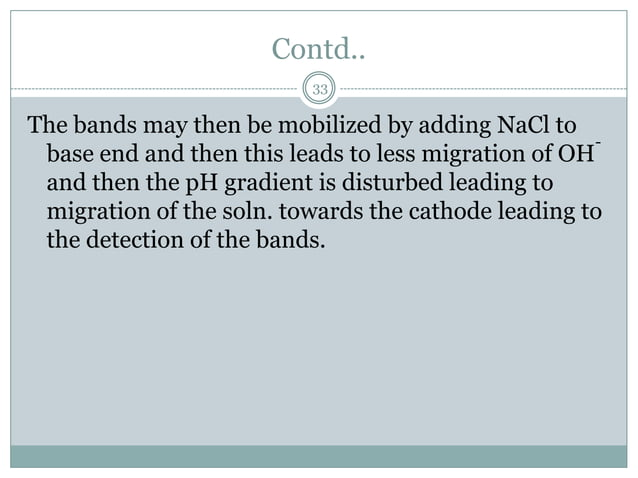 Contd..
33
The bands may then be mobilized by adding NaCl to
base end and then this leads to less migration of OH⁻
and then the pH gradient is disturbed leading to
migration of the soln. towards the cathode leading to
the detection of the bands.